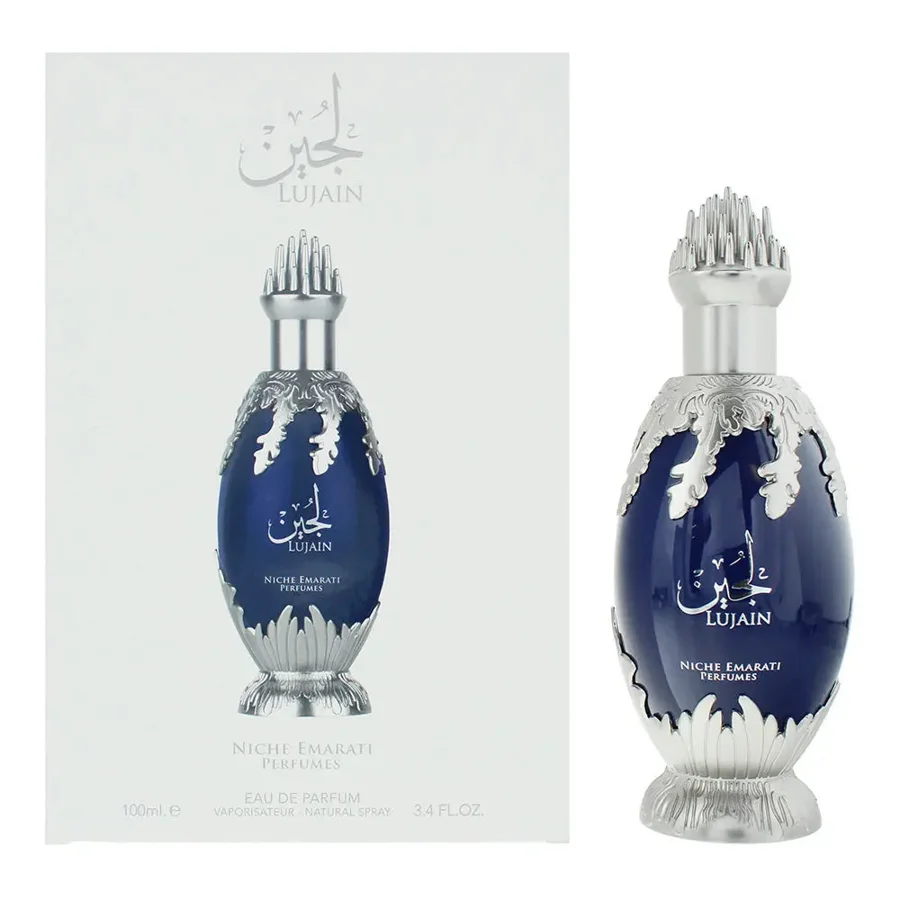 لجين
LUJAIN
لجين
LUJAIN
NICHE EMARATI
PERFUMES
NICHE EMARATI
PERFUMES
100ml. e
EAU DE PARFUM
VAPORISATEUR - NATURAL SPRAY
3.4 FL.OZ.
لجين
LUJAIN
NICHE EMARATI
PERFUMES